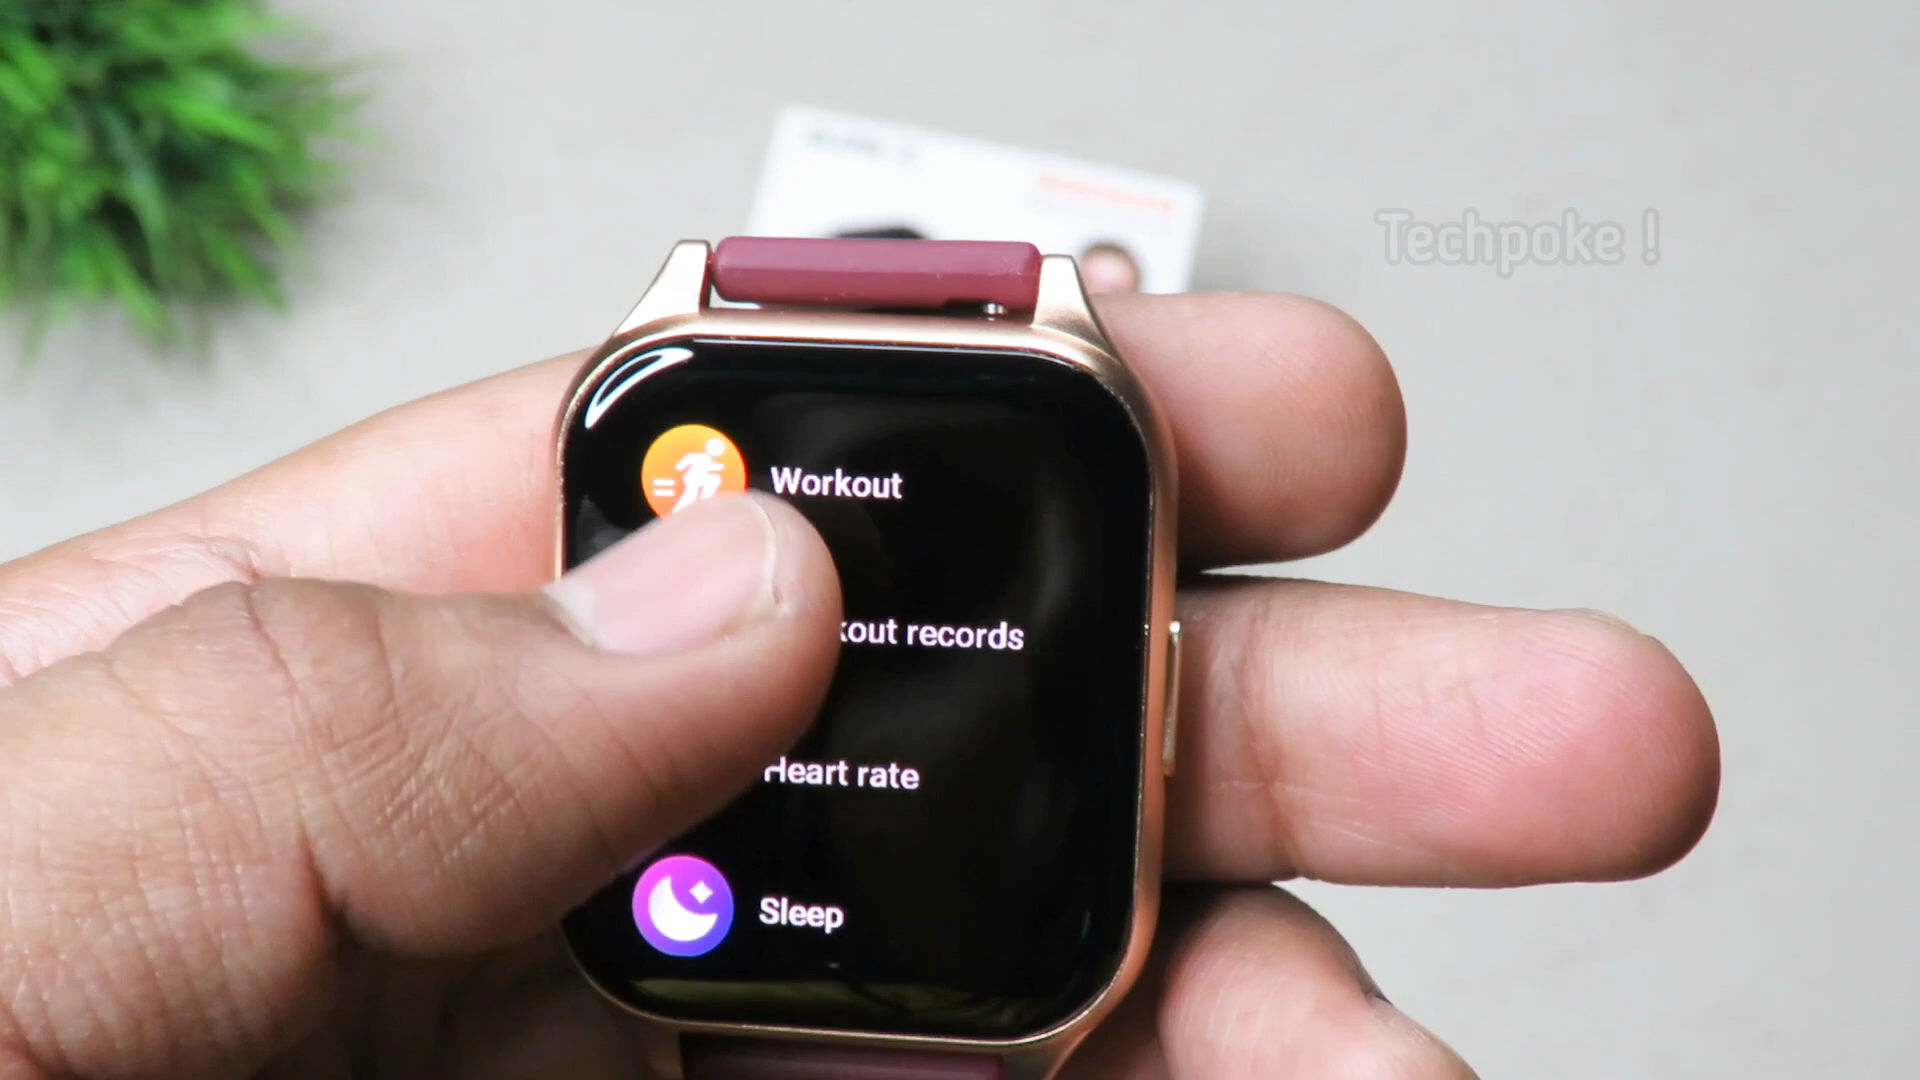 Techpoke !
Workout
kout records
Heart rate
Sleep